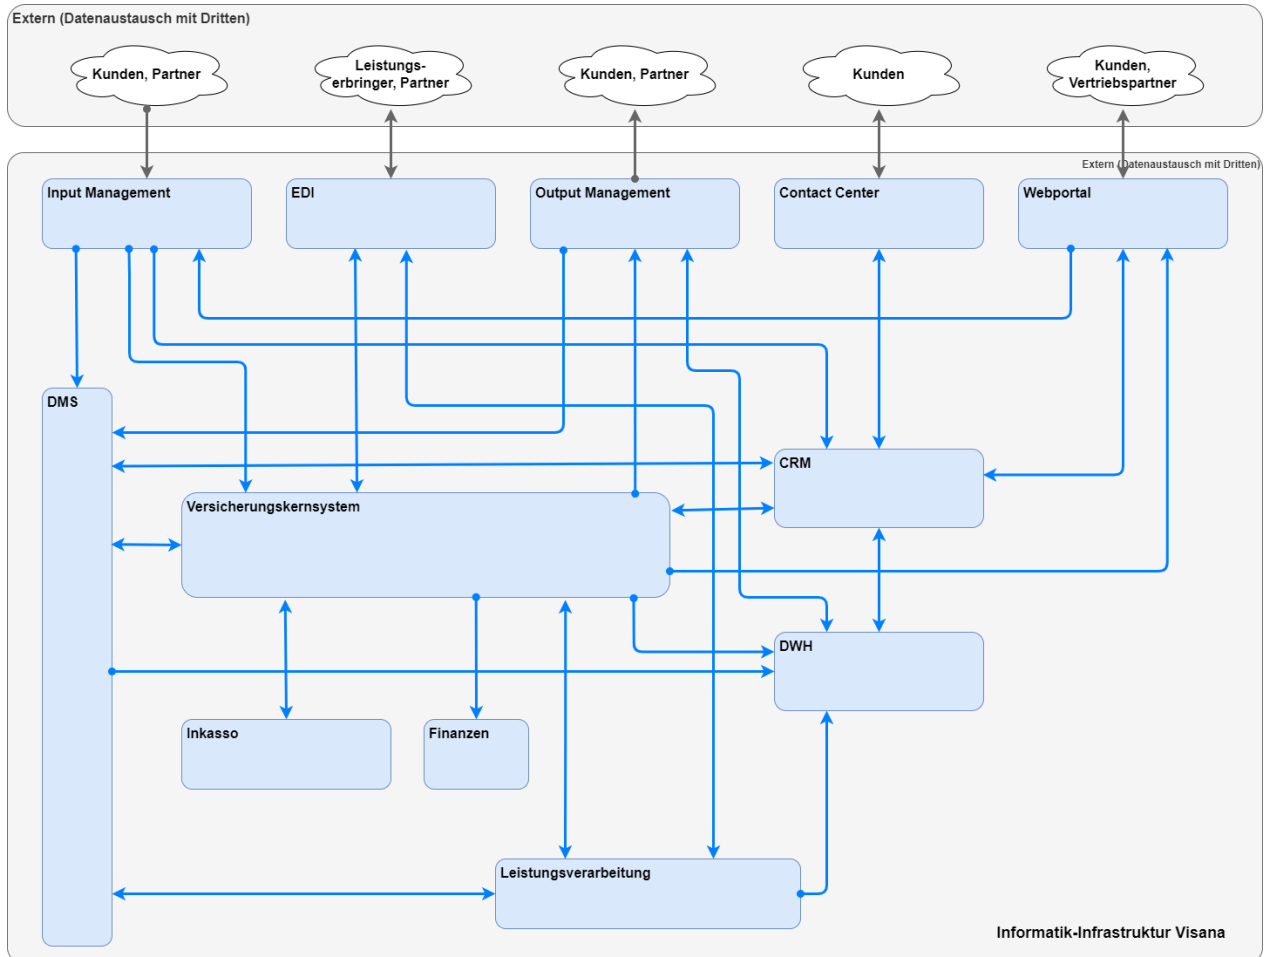 Extern (Datenaustausch mit Dritten)
Kunden, Partner
Leistungs-
erbringer, Partner
Kunden, Partner
Kunden
Kunden,
Vertriebspartner
Extern (Datenaustausch mit Dritten)
Input Management
EDI
Output Management
Contact Center
Webportal
DMS
CRM
Versicherungskernsystem
DWH
Inkasso
Finanzen
Leistungsverarbeitung
Informatik-Infrastruktur Visana